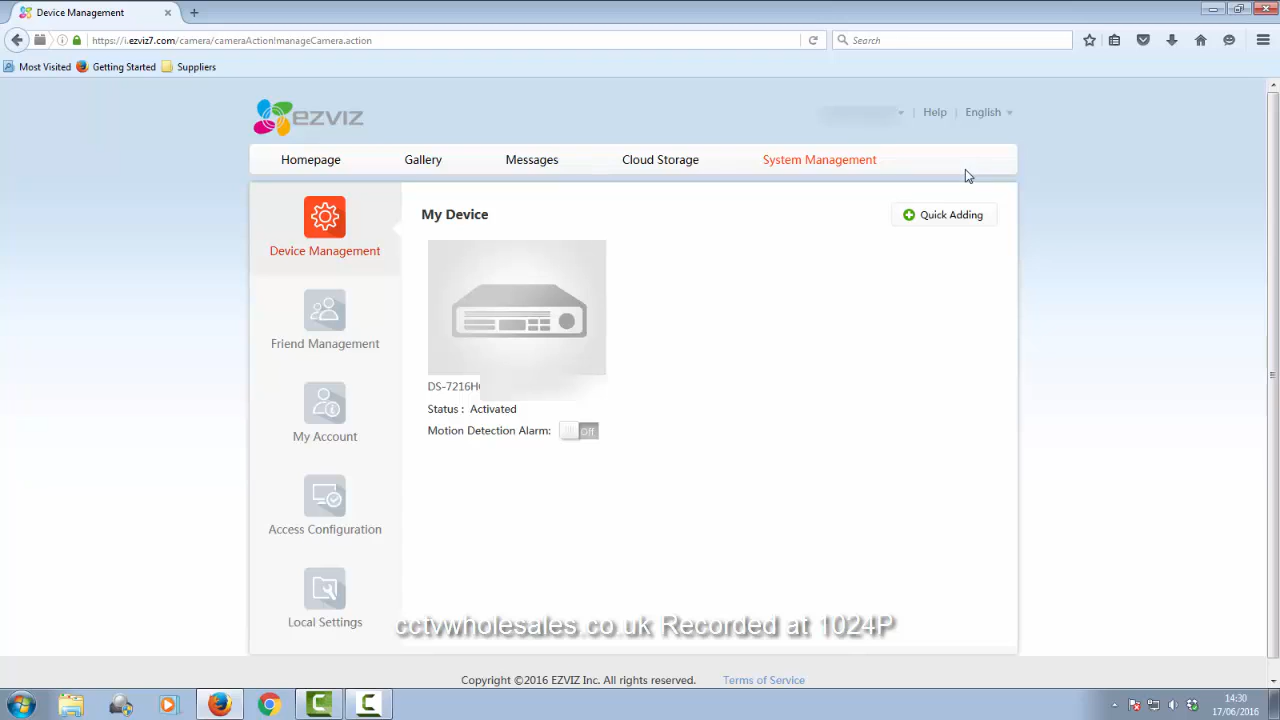 Device Management
https://i.ezviz7.com/camera/cameraAction!manageCamera.action
Search
Most Visited
Getting Started
Suppliers
ezviz
Help
English
Homepage
Gallery
Messages
Cloud Storage
System Management
Device Management
Friend Management
My Account
Access Configuration
Local Settings
My Device
Quick Adding
DS-7216H
Status : Activated
Motion Detection Alarm: Off
cctvwholesales.co.uk Recorded at 1024P
Copyright ©2016 EZVIZ Inc. All rights reserved.
Terms of Service
14:30
17/06/2016